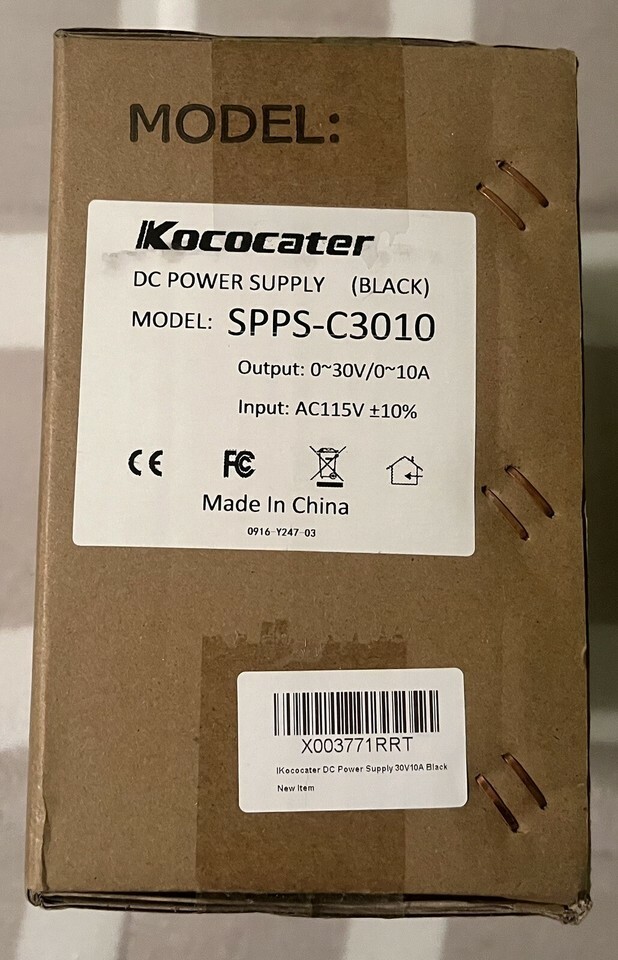 MODEL:
IKococater
DC POWER SUPPLY (BLACK)
MODEL: SPPS-C3010
Output: 0~30V/0~10A
Input: AC115V ±10%
CE FC
Made In China
0916-Y247-03
X003771RRT
IKococater DC Power Supply 30V10A Black
New Item